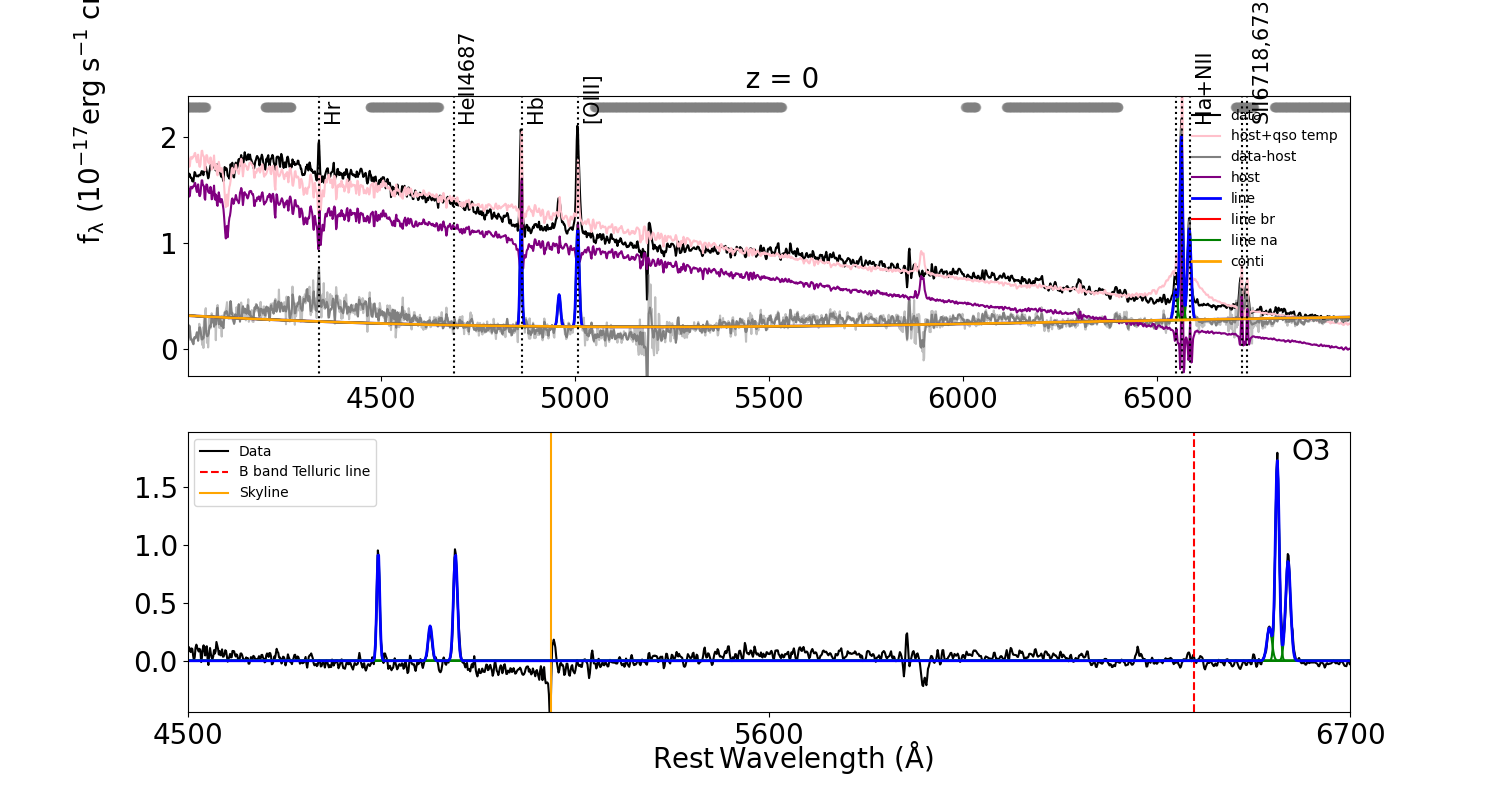 z = 0
f_λ (10^−17 erg s^−1 c
Hr
HeII4687
Hb
[OIII]
Ha+NII
SII6718,673
data
host+qso temp
data-host
host
line
line br
line na
conti
2
1
0
4500
5000
5500
6000
6500
O3
Data
B band Telluric line
Skyline
1.5
1.0
0.5
0.0
4500
5600
6700
Rest Wavelength (Å)